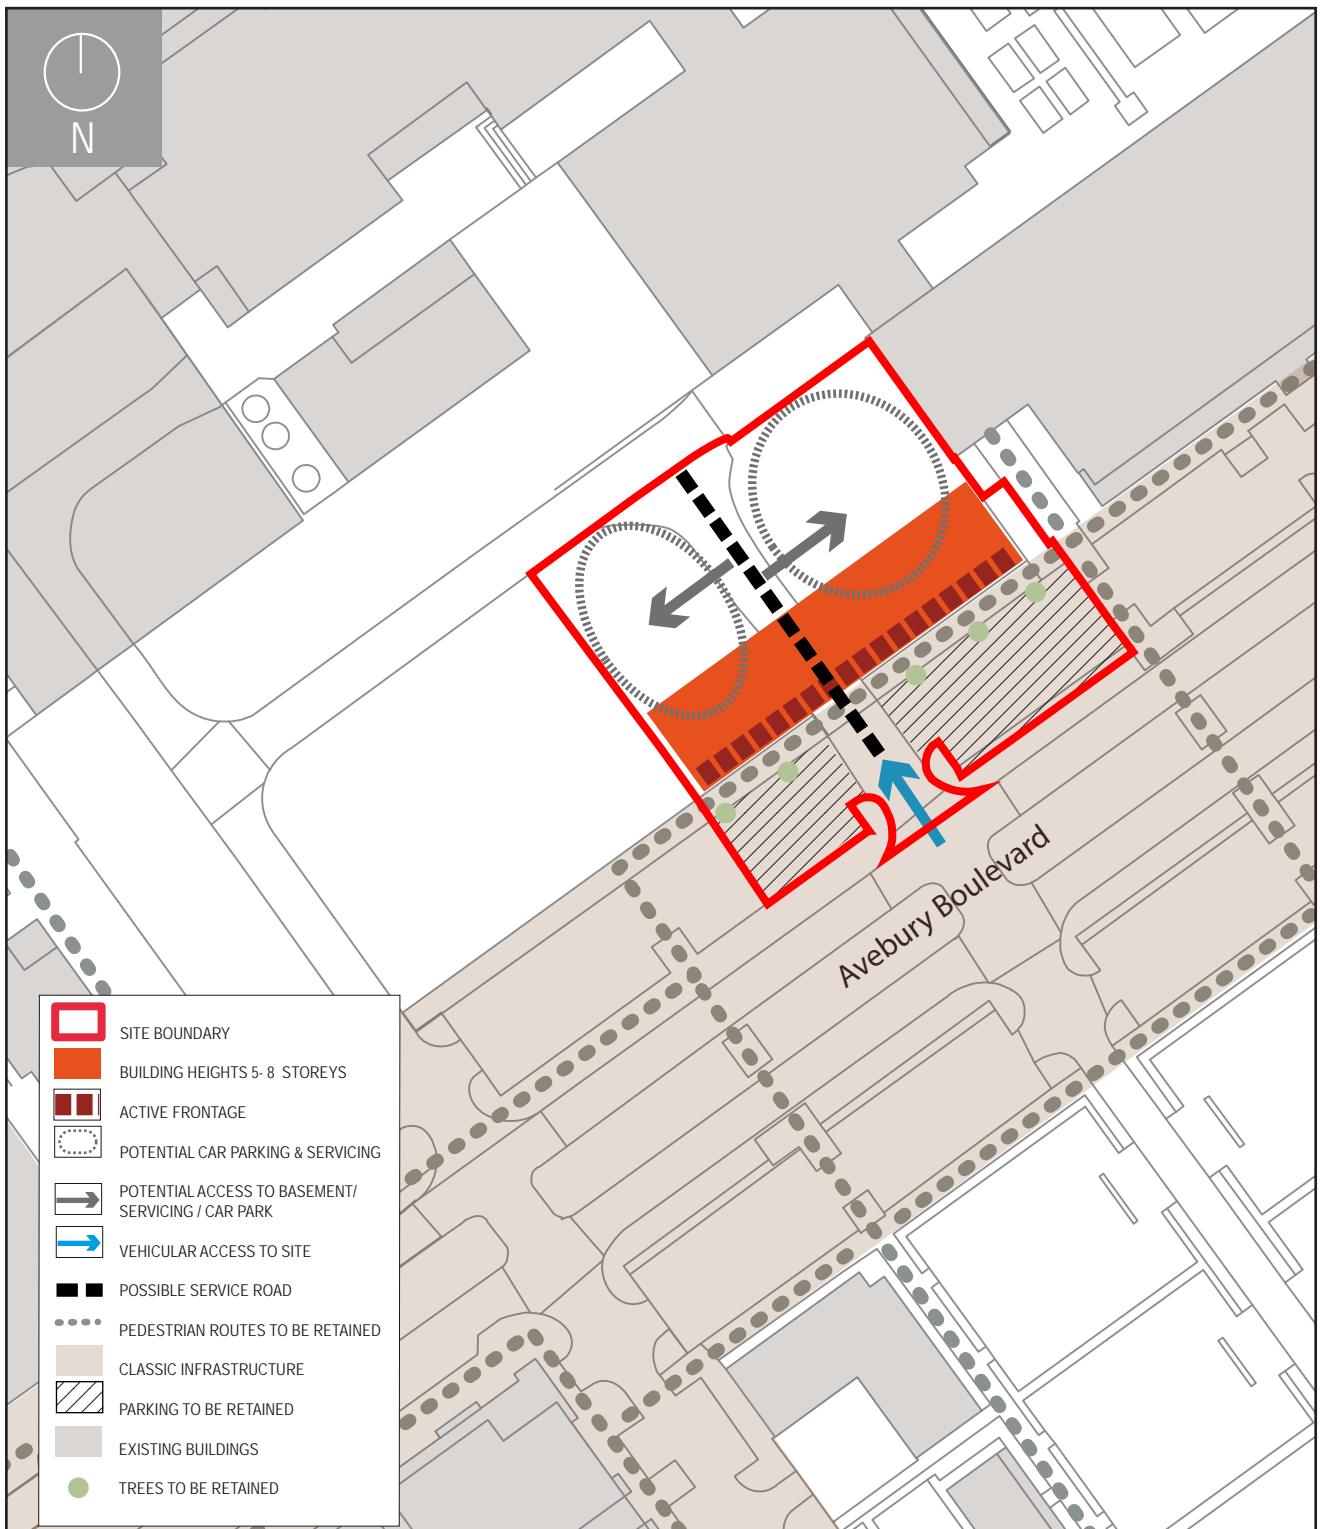 N
Avebury Boulevard
SITE BOUNDARY
BUILDING HEIGHTS 5- 8 STOREYS
ACTIVE FRONTAGE
POTENTIAL CAR PARKING & SERVICING
POTENTIAL ACCESS TO BASEMENT/
SERVICING / CAR PARK
VEHICULAR ACCESS TO SITE
POSSIBLE SERVICE ROAD
PEDESTRIAN ROUTES TO BE RETAINED
CLASSIC INFRASTRUCTURE
PARKING TO BE RETAINED
EXISTING BUILDINGS
TREES TO BE RETAINED